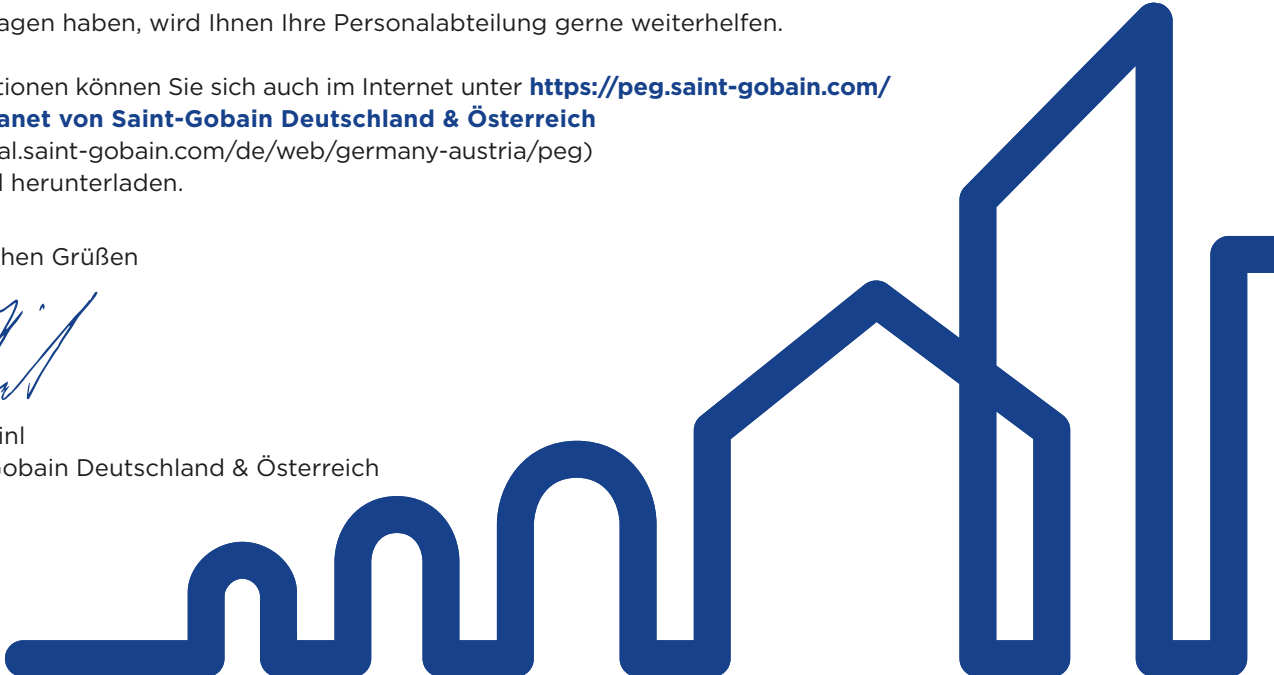 agen haben, wird Ihnen Ihre Personalabteilung gerne weiterhelfen.
tionen können Sie sich auch im Internet unter https://peg.saint-gobain.com/
anet von Saint-Gobain Deutschland & Österreich
al.saint-gobain.com/de/web/germany-austria/peg)
herunterladen.
hen Grüßen
inl
obain Deutschland & Österreich